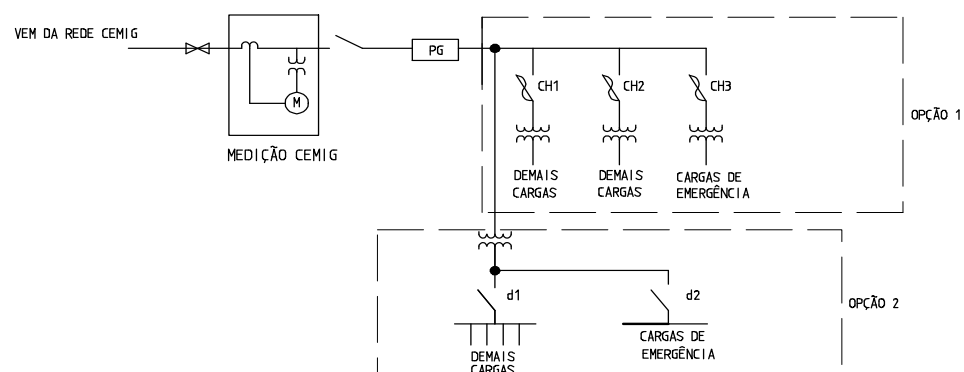 VEM DA REDE CEMIG
PG
M
MEDIÇÃO CEMIG
CH1
CH2
CH3
DEMAIS
CARGAS
DEMAIS
CARGAS
CARGAS DE
EMERGÊNCIA
OPÇÃO 1
d1
d2
OPÇÃO 2
DEMAIS
CARGAS
CARGAS DE
EMERGÊNCIA